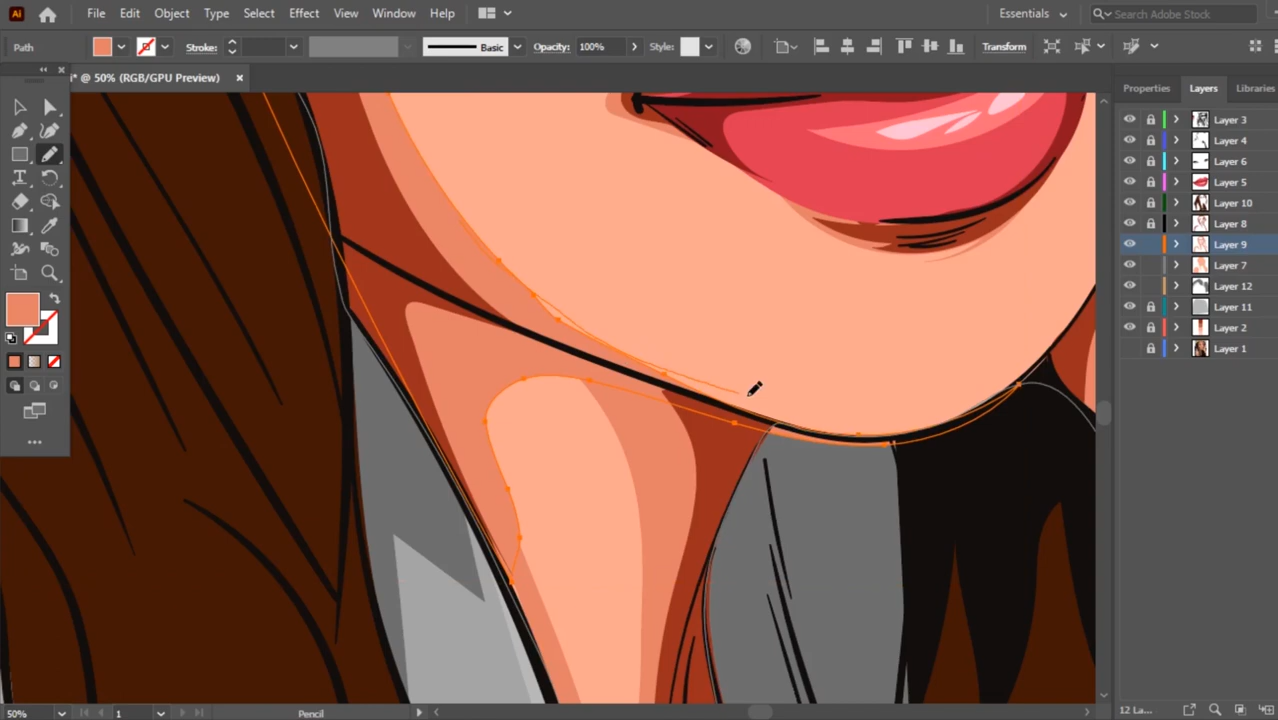 Ai File Edit Object Type Select Effect View Window Help Essentials Search Adobe Stock
Path Stroke: Basic Opacity: 100% Style: Transform
i* @ 50% (RGB/GPU Preview)
Properties Layers Libraries
Layer 3
Layer 4
Layer 6
Layer 5
Layer 10
Layer 8
Layer 9
Layer 7
Layer 12
Layer 11
Layer 2
Layer 1
50% 1 Pencil 12 La...